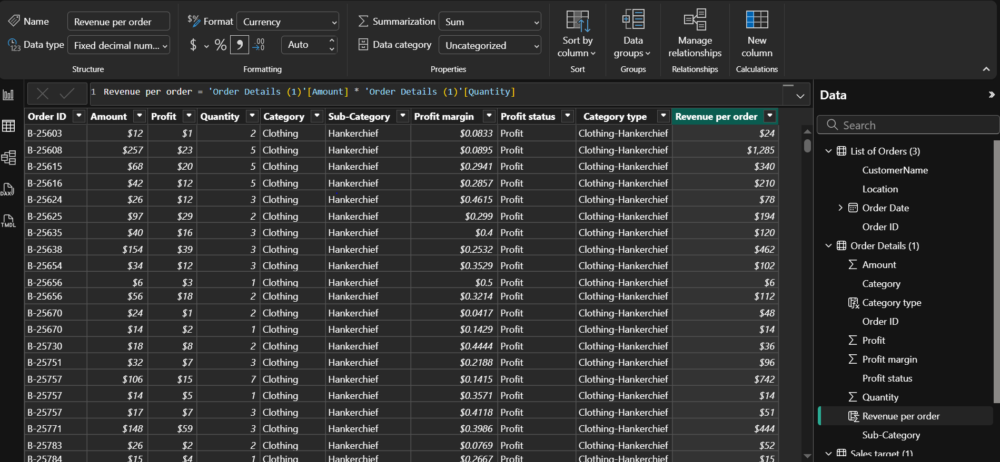 Name Revenue per order
Data type Fixed decimal num...
Structure
$% Format Currency
$ % , .00 .0 Auto
Formatting
Summarization Sum
Data category Uncategorized
Properties
Sort by column
Sort
Data groups
Groups
Manage relationships
Relationships
New column
Calculations
1 Revenue per order = 'Order Details (1)'[Amount] * 'Order Details (1)'[Quantity]
DAX
TMDL
Order ID Amount Profit Quantity Category Sub-Category Profit margin Profit status Category type Revenue per order
B-25603 $12 $1 2 Clothing Hankerchief $0.0833 Profit Clothing-Hankerchief $24
B-25608 $257 $23 5 Clothing Hankerchief $0.0895 Profit Clothing-Hankerchief $1,285
B-25615 $68 $20 5 Clothing Hankerchief $0.2941 Profit Clothing-Hankerchief $340
B-25616 $42 $12 5 Clothing Hankerchief $0.2857 Profit Clothing-Hankerchief $210
B-25624 $26 $12 3 Clothing Hankerchief $0.4615 Profit Clothing-Hankerchief $78
B-25625 $97 $29 2 Clothing Hankerchief $0.299 Profit Clothing-Hankerchief $194
B-25635 $40 $16 3 Clothing Hankerchief $0.4 Profit Clothing-Hankerchief $120
B-25638 $154 $39 3 Clothing Hankerchief $0.2532 Profit Clothing-Hankerchief $462
B-25654 $34 $12 3 Clothing Hankerchief $0.3529 Profit Clothing-Hankerchief $102
B-25656 $6 $3 1 Clothing Hankerchief $0.5 Profit Clothing-Hankerchief $6
B-25656 $56 $18 2 Clothing Hankerchief $0.3214 Profit Clothing-Hankerchief $112
B-25670 $24 $1 2 Clothing Hankerchief $0.0417 Profit Clothing-Hankerchief $48
B-25670 $14 $2 1 Clothing Hankerchief $0.1429 Profit Clothing-Hankerchief $14
B-25730 $18 $8 2 Clothing Hankerchief $0.4444 Profit Clothing-Hankerchief $36
B-25751 $32 $7 3 Clothing Hankerchief $0.2188 Profit Clothing-Hankerchief $96
B-25757 $106 $15 7 Clothing Hankerchief $0.1415 Profit Clothing-Hankerchief $742
B-25757 $14 $5 1 Clothing Hankerchief $0.3571 Profit Clothing-Hankerchief $14
B-25757 $17 $7 3 Clothing Hankerchief $0.4118 Profit Clothing-Hankerchief $51
B-25771 $148 $59 3 Clothing Hankerchief $0.3986 Profit Clothing-Hankerchief $444
B-25783 $26 $2 2 Clothing Hankerchief $0.0769 Profit Clothing-Hankerchief $52
B-25784 $15 $4 1 Clothing Hankerchief $0.2667 Profit Clothing-Hankerchief $15
Data
Search
List of Orders (3)
CustomerName
Location
Order Date
Order ID
Order Details (1)
Amount
Category
Category type
Order ID
Profit
Profit margin
Profit status
Quantity
Revenue per order
Sub-Category
Sales target (1)